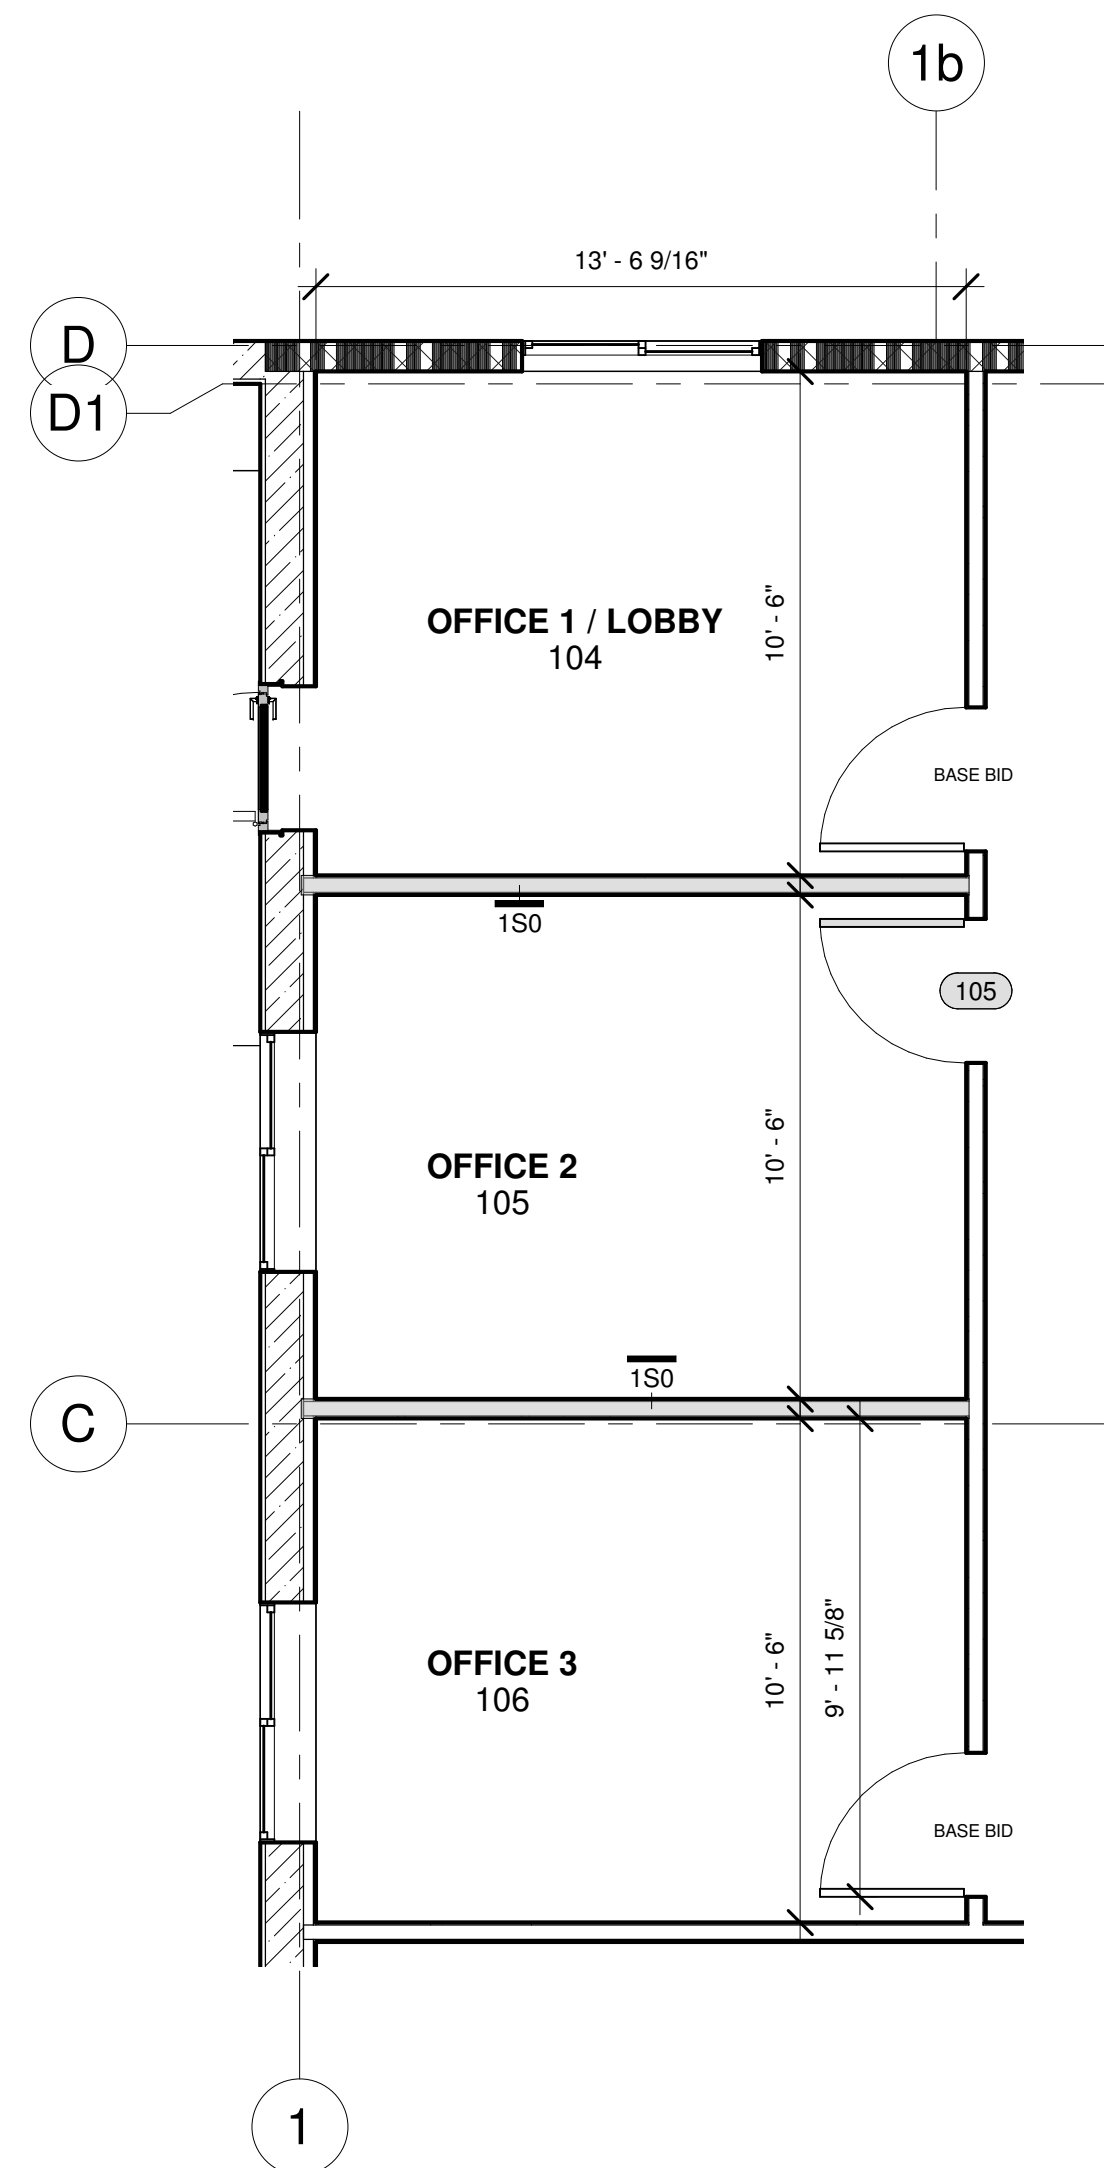 1b
13' - 6 9/16"
D
D1
OFFICE 1 / LOBBY
104
10' - 6"
BASE BID
1S0
105
OFFICE 2
105
10' - 6"
1S0
C
OFFICE 3
106
10' - 6"
9' - 11 5/8"
BASE BID
1